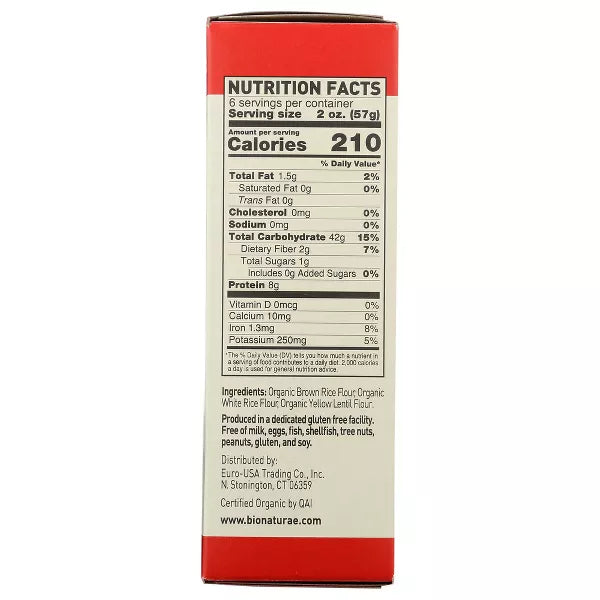 NUTRITION FACTS
6 servings per container
Serving size 2 oz. (57g)
Amount per serving
Calories 210
% Daily Value*
Total Fat 1.5g 2%
Saturated Fat 0g 0%
Trans Fat 0g
Cholesterol 0mg 0%
Sodium 0mg 0%
Total Carbohydrate 42g 15%
Dietary Fiber 2g 7%
Total Sugars 1g
Includes 0g Added Sugars 0%
Protein 8g
Vitamin D 0mcg 0%
Calcium 10mg 0%
Iron 1.3mg 8%
Potassium 250mg 5%
*The % Daily Value (DV) tells you how much a nutrient in
a serving of food contributes to a daily diet. 2,000 calories
a day is used for general nutrition advice.
Ingredients: Organic Brown Rice Flour, Organic
White Rice Flour, Organic Yellow Lentil Flour.
Produced in a dedicated gluten free facility.
Free of milk, eggs, fish, shellfish, tree nuts,
peanuts, gluten, and soy.
Distributed by:
Euro-USA Trading Co., Inc.
N. Stonington, CT 06359
Certified Organic by QAI
www.bionaturae.com